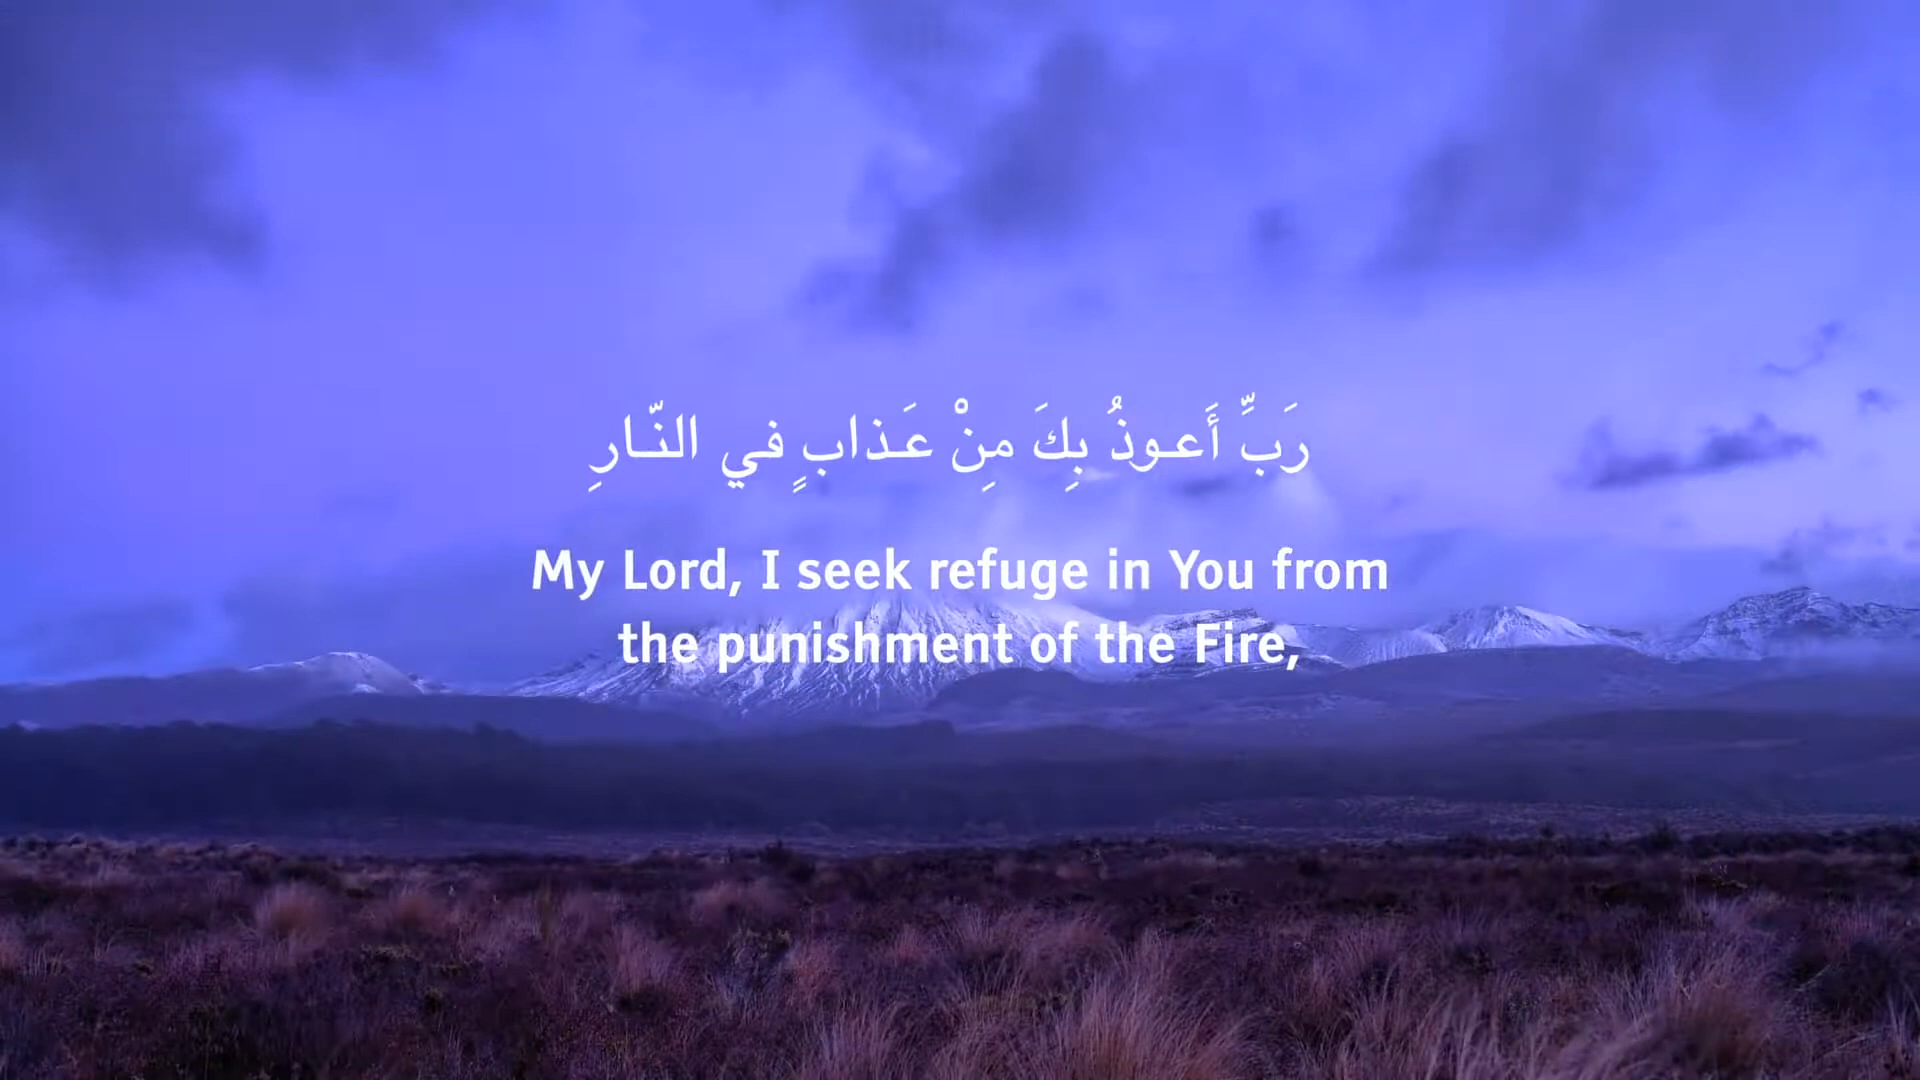 رَبِّ أَعوذُ بِكَ مِنْ عَذابٍ في النّارِ
My Lord, I seek refuge in You from
the punishment of the Fire,